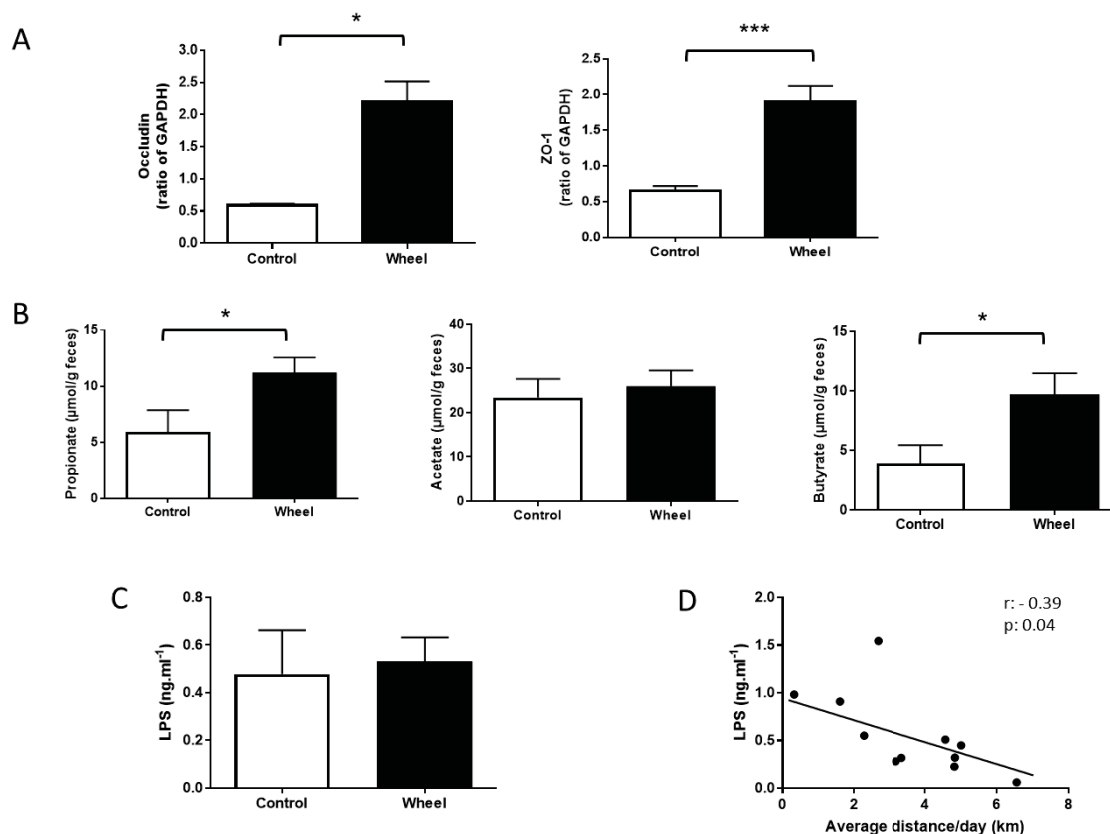 A
*
Occludin
(ratio of GAPDH)
3.0
2.5
2.0
1.5
1.0
0.5
0.0
Control
Wheel
***
ZO-1
(ratio of GAPDH)
2.5
2.0
1.5
1.0
0.5
0.0
Control
Wheel
B
*
Propionate (µmol/g feces)
15
10
5
0
Control
Wheel
Acetate (µmol/g feces)
40
30
20
10
0
Control
Wheel
*
Butyrate (µmol/g feces)
15
10
5
0
Control
Wheel
C
LPS (ng.ml⁻¹)
0.8
0.6
0.4
0.2
0.0
Control
Wheel
D
r: - 0.39
p: 0.04
LPS (ng.ml⁻¹)
2.0
1.5
1.0
0.5
0.0
0
2
4
6
8
Average distance/day (km)